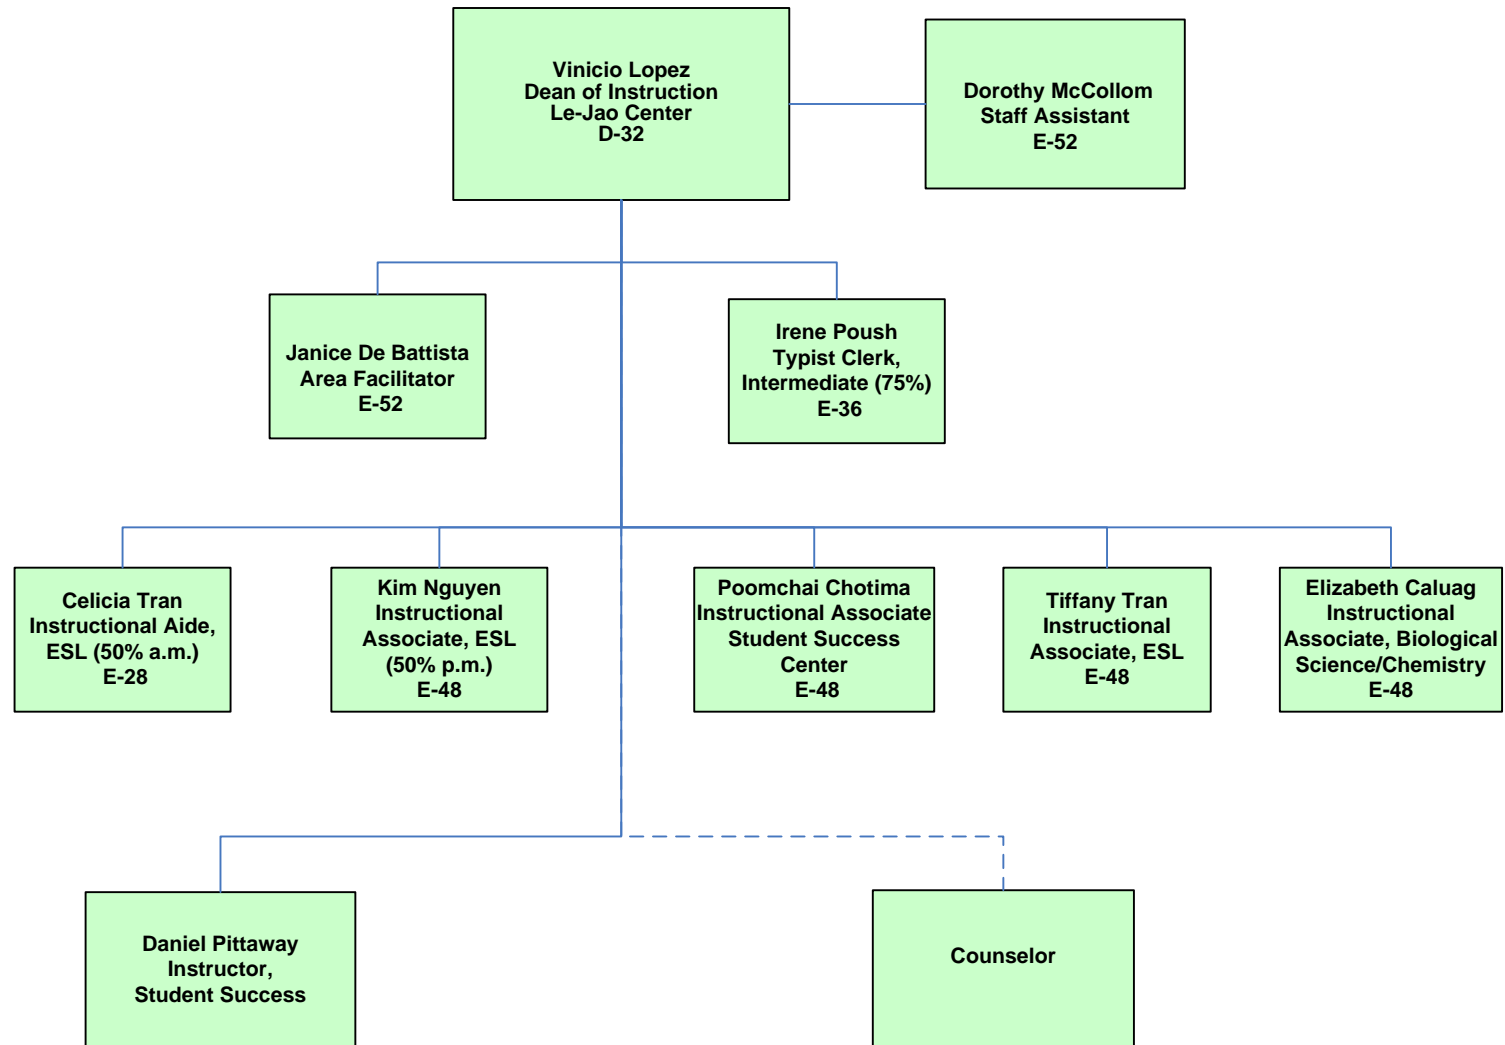 Vinicio Lopez
Dean of Instruction
Le-Jao Center
D-32
Dorothy McCollom
Staff Assistant
E-52
Janice De Battista
Area Facilitator
E-52
Irene Poush
Typist Clerk,
Intermediate (75%)
E-36
Celicia Tran
Instructional Aide,
ESL (50% a.m.)
E-28
Kim Nguyen
Instructional
Associate, ESL
(50% p.m.)
E-48
Poomchai Chotima
Instructional Associate
Student Success
Center
E-48
Tiffany Tran
Instructional
Associate, ESL
E-48
Elizabeth Caluag
Instructional
Associate, Biological
Science/Chemistry
E-48
Daniel Pittaway
Instructor,
Student Success
Counselor